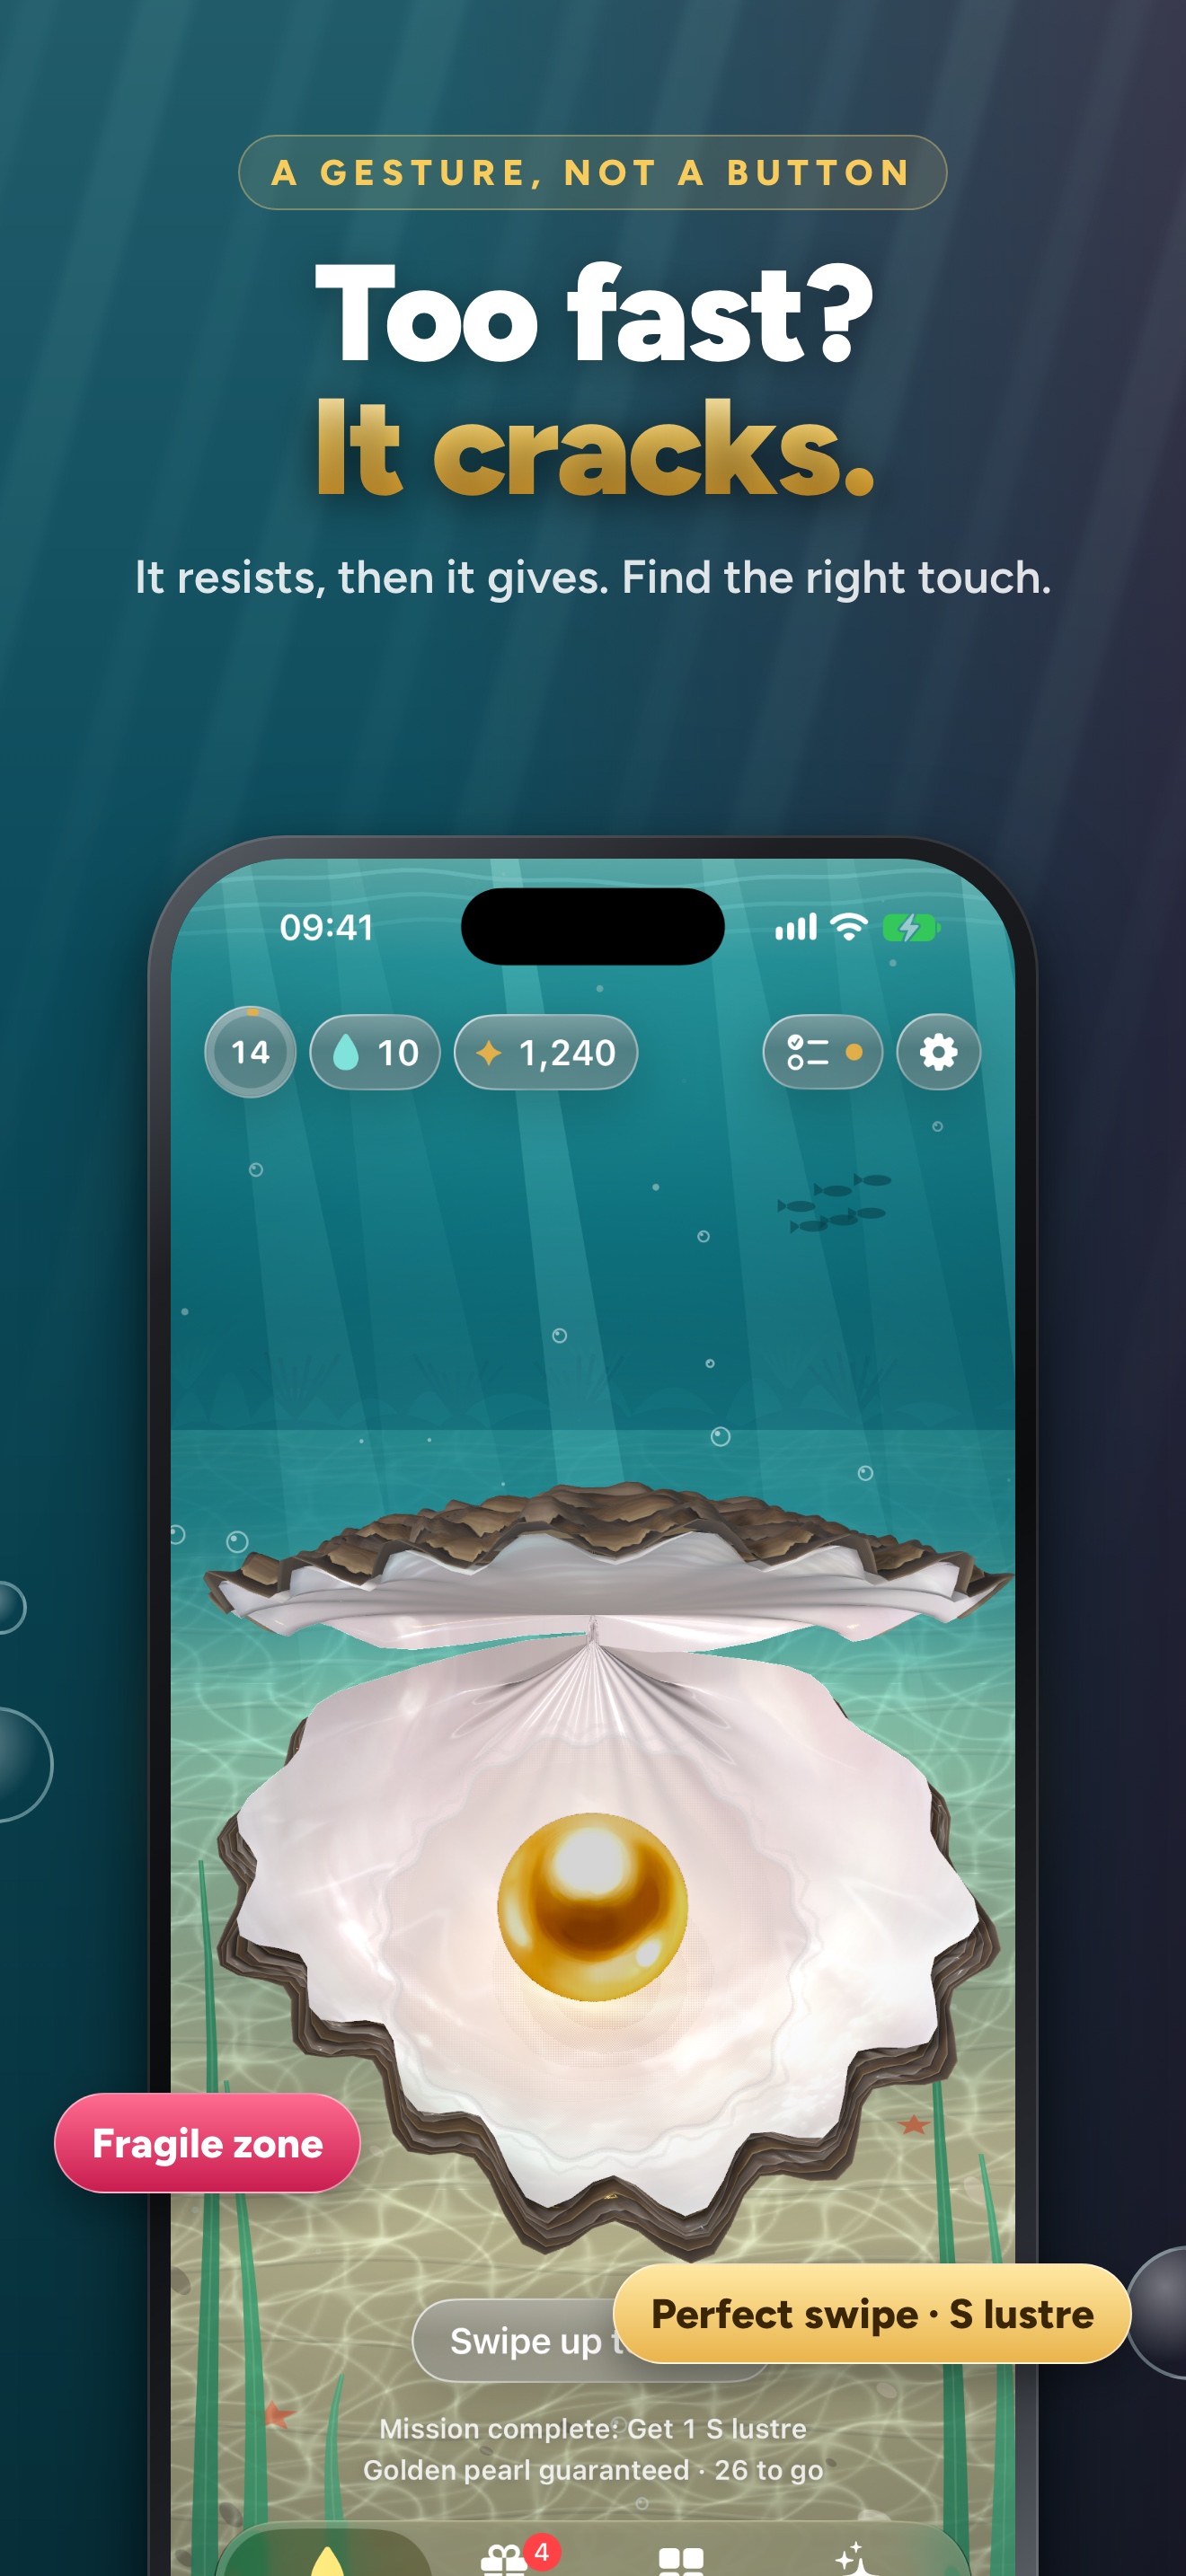 A GESTURE, NOT A BUTTON
Too fast?
It cracks.
It resists, then it gives. Find the right touch.
09:41
14
10
1,240
Fragile zone
Perfect swipe · S lustre
Swipe up
Mission complete: Get 1 S lustre
Golden pearl guaranteed · 26 to go
4